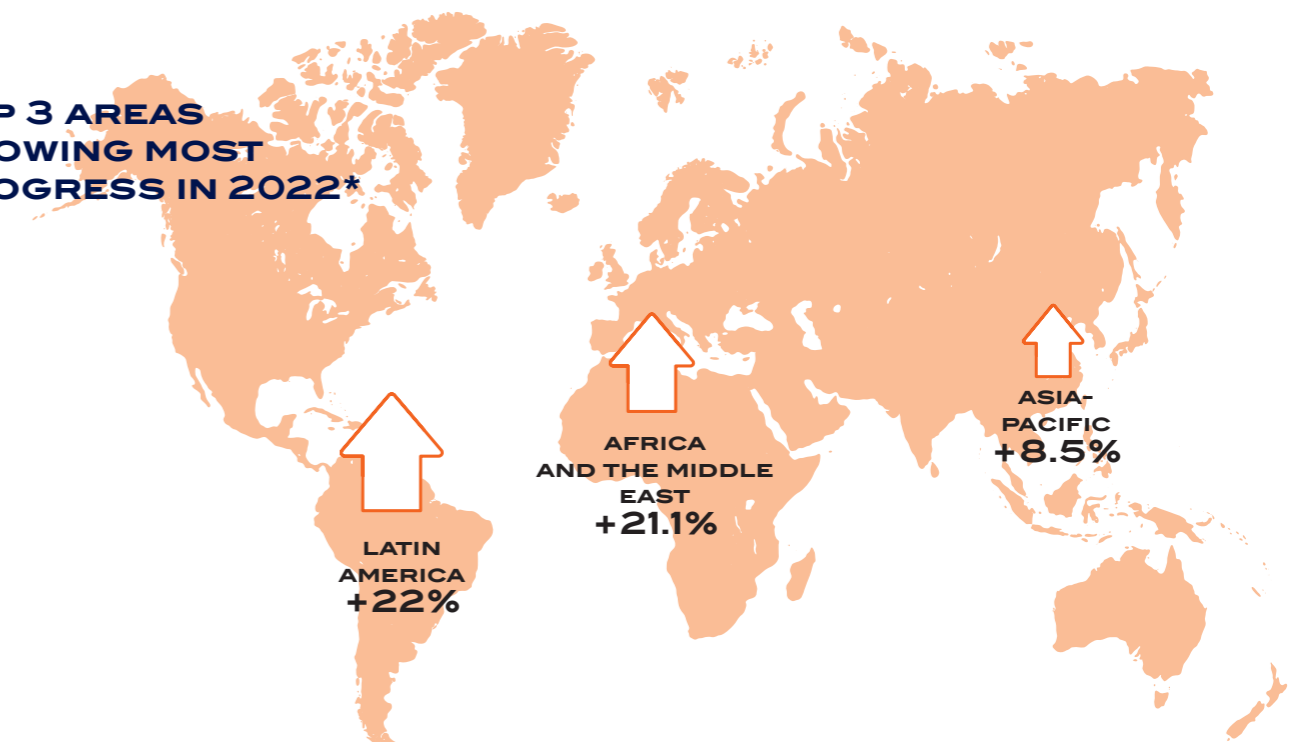 P 3 AREAS
OWING MOST
OGRESS IN 2022*
ASIA-
PACIFIC
+8.5%
AFRICA
AND THE MIDDLE
EAST
+21.1%
LATIN
AMERICA
+22%